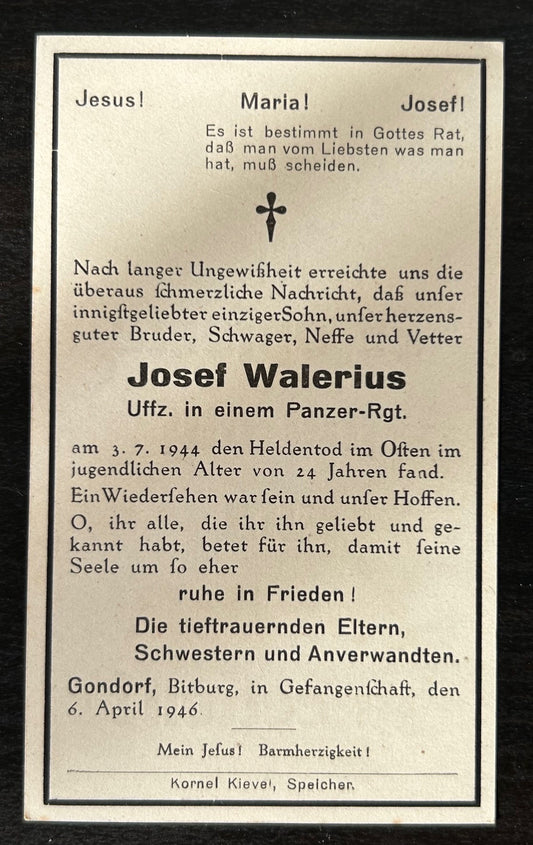 Jesus! Maria! Josef!
Es ist bestimmt in Gottes Rat,
daß man vom Liebsten was man
hat, muß scheiden.
Nach langer Ungewißheit erreichte uns die
überaus ſchmerzliche Nachricht, daß unſer
innigſtgeliebter einziger Sohn, unſer herzens-
guter Bruder, Schwager, Neffe und Vetter
Josef Walerius
Uffz. in einem Panzer-Rgt.
am 3. 7. 1944 den Heldentod im Oſten im
jugendlichen Alter von 24 Jahren fand.
Ein Wiederſehen war ſein und unſer Hoffen.
O, ihr alle, die ihr ihn geliebt und ge-
kannt habt, betet für ihn, damit ſeine
Seele um ſo eher
ruhe in Frieden!
Die tieftrauernden Eltern,
Schwestern und Anverwandten.
Gondorf, Bitburg, in Gefangenſchaft, den
6. April 1946.
Mein Jeſus! Barmherzigkeit!
Kornel Kievel, Speicher.